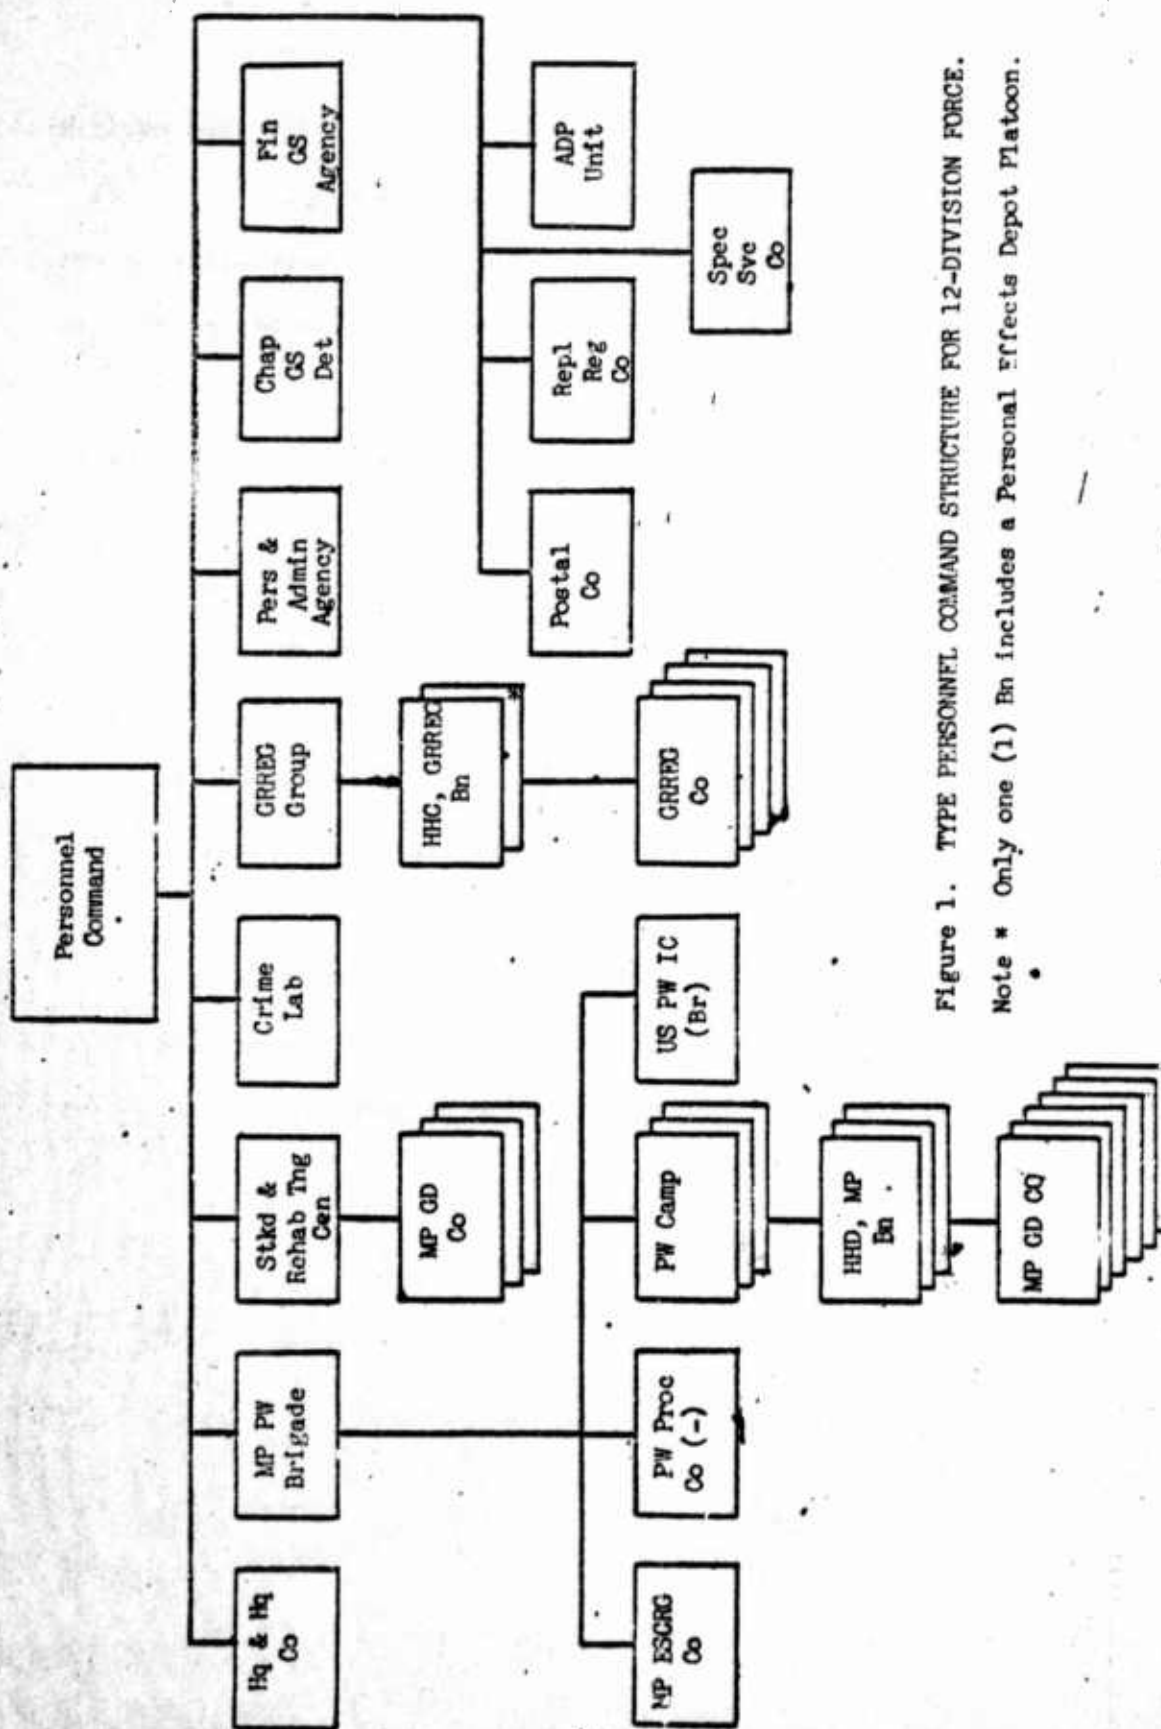 Personnel
Command
Hq & Hq
Co
MP PW
Brigade
Stkd &
Rehab Tng
Cen
Crime
Lab
GRREG
Group
Pers &
Admin
Agency
Chap
GS
Det
Fin
GS
Agency
MP GD
Co
HHC, GRREG
Bn
*
Postal
Co
Repl
Reg
Co
ADP
Unit
MP ESCRG
Co
PW Proc
Co (-)
PW Camp
US PW IC
(Br)
GRREG
Co
Spec
Svc
Co
HHD, MP
Bn
MP GD CO
Figure 1. TYPE PERSONNEL COMMAND STRUCTURE FOR 12-DIVISION FORCE.
Note * Only one (1) Bn includes a Personal Effects Depot Platoon.